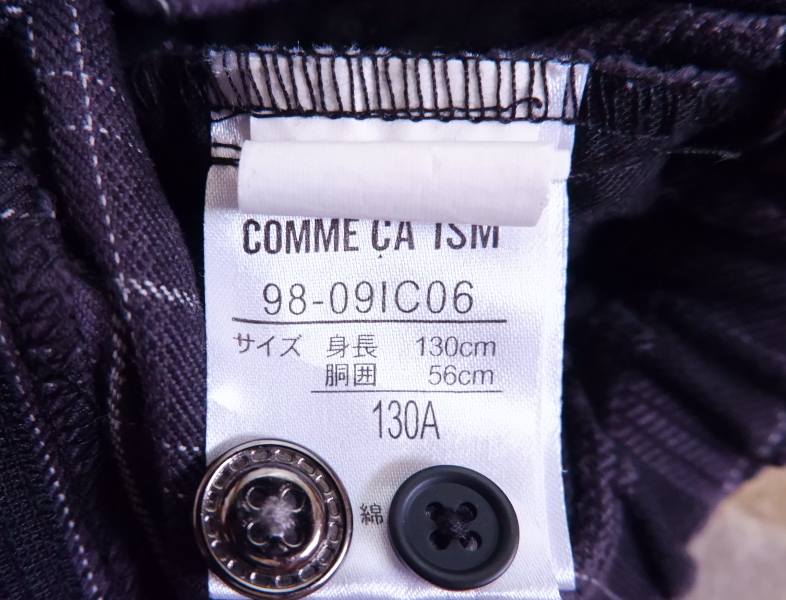 COMME ÇA ISM
98-09IC06
サイズ 身長 130cm
胴囲 56cm
130A
綿